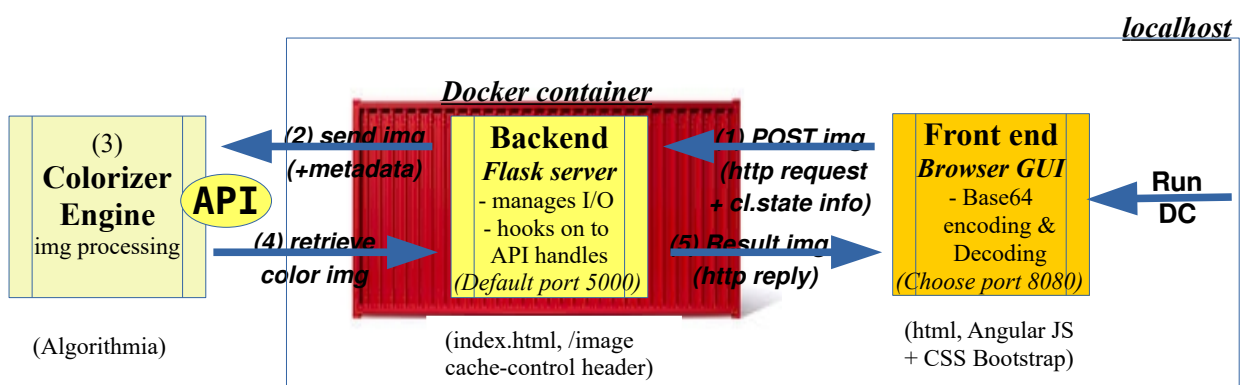 localhost
Docker container
(3)
Colorizer
Engine
img processing
API
(2) send img
(+metadata)
(4) retrieve
color img
Backend
Flask server
- manages I/O
- hooks on to
API handles
(Default port 5000)
(1) POST img
(http request
+ cl.state info)
(5) Result img
(http reply)
Front end
Browser GUI
- Base64
encoding &
Decoding
(Choose port 8080)
Run
DC
(Algorithmia)
(index.html, /image
cache-control header)
(html, Angular JS
+ CSS Bootstrap)